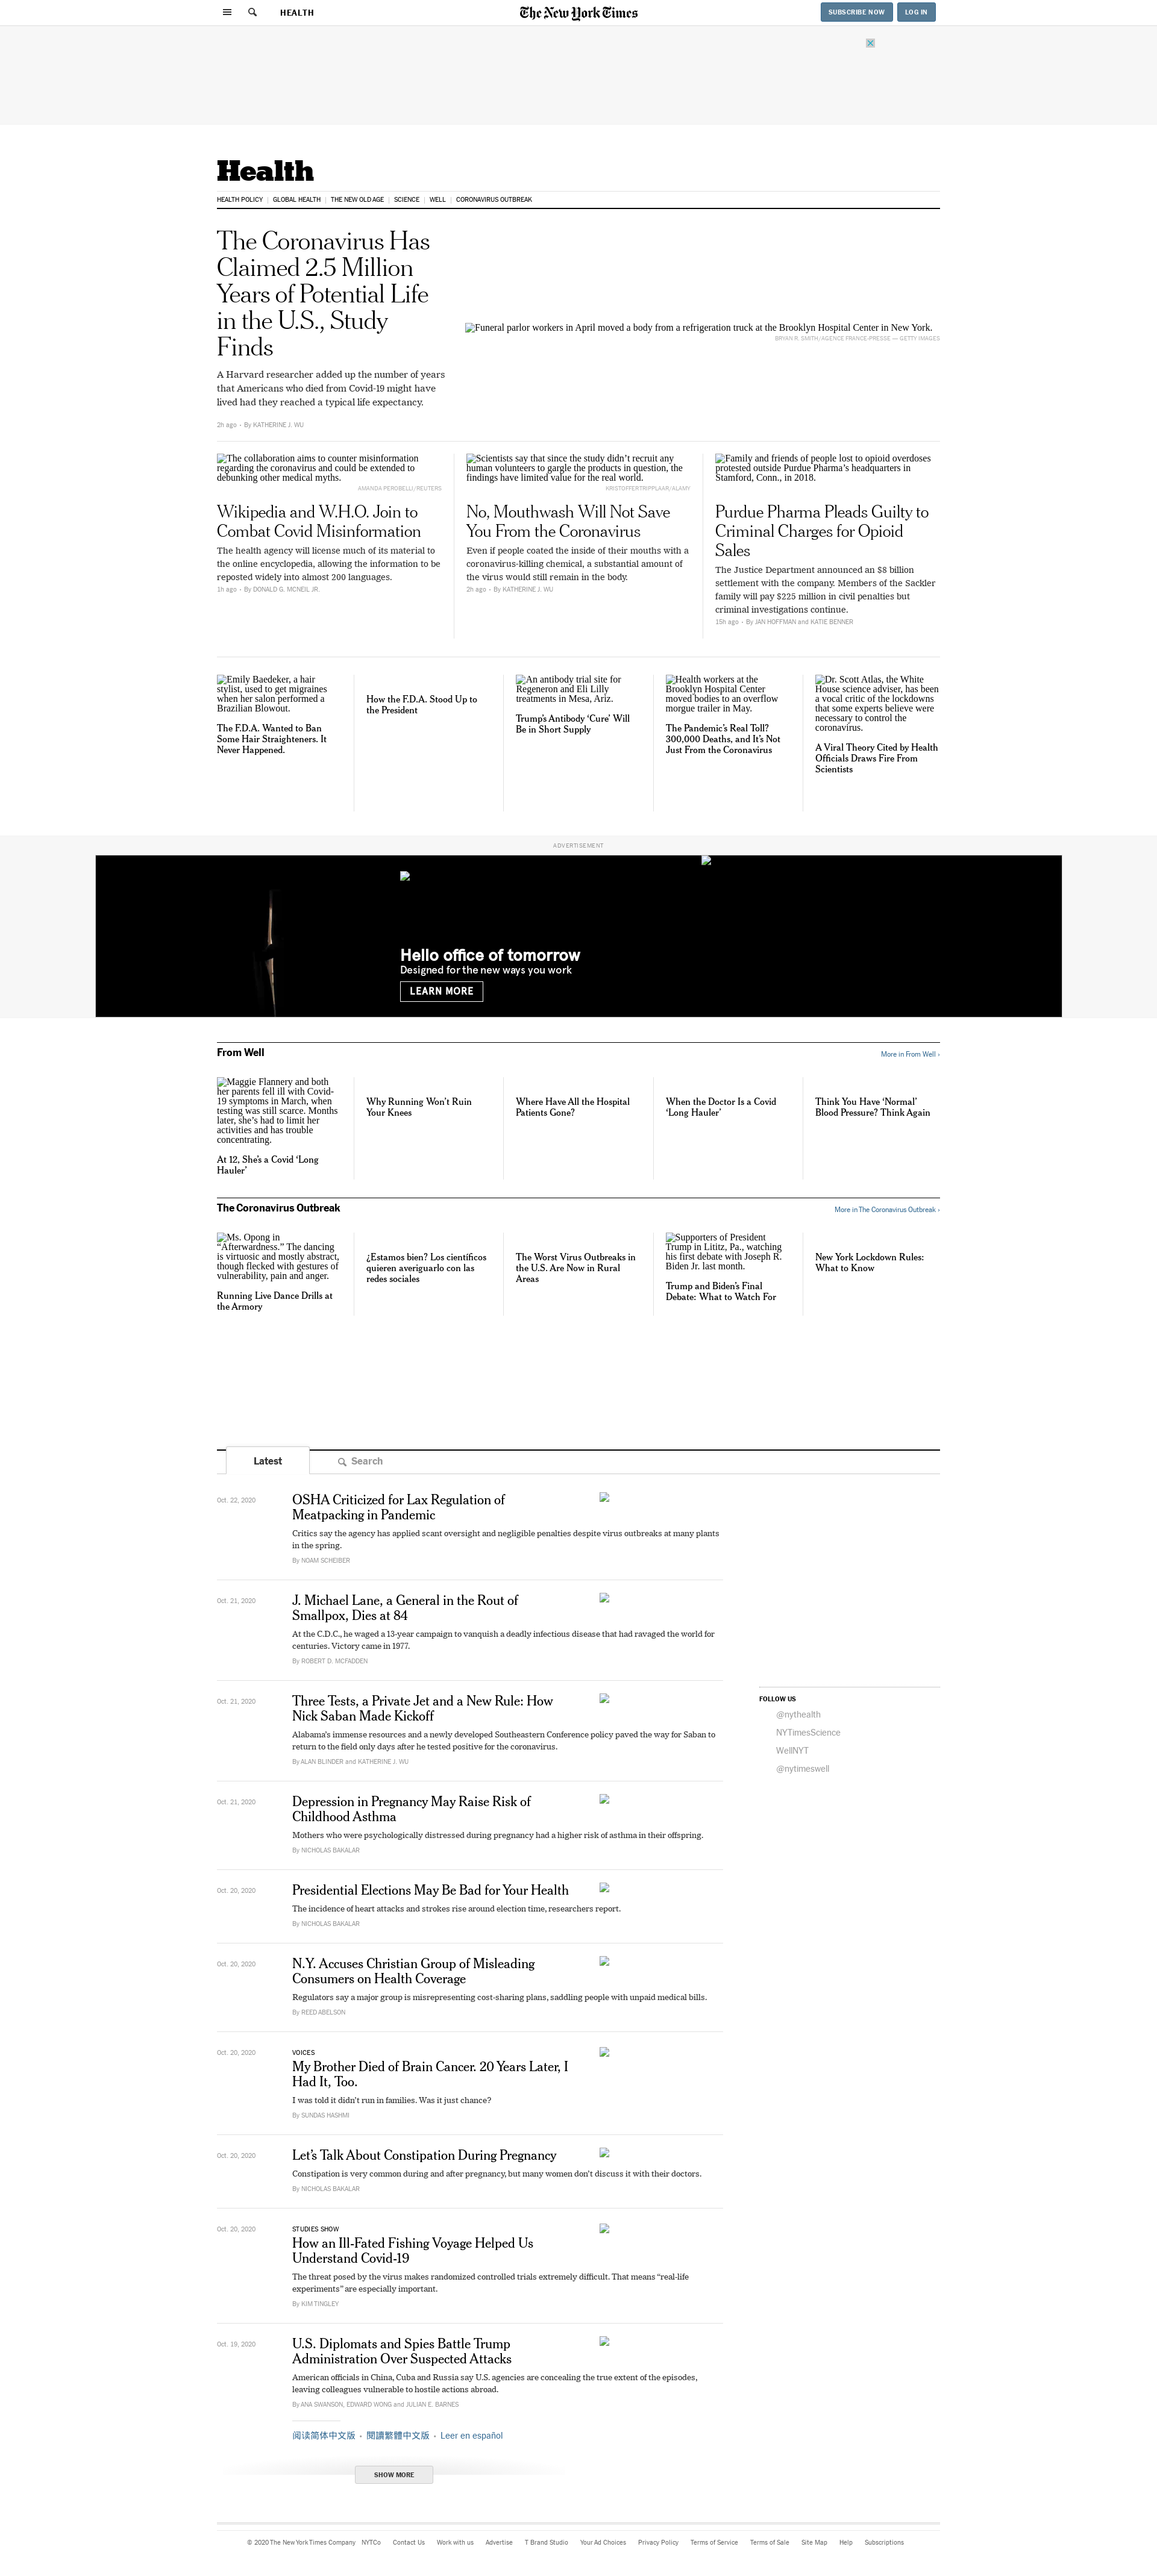 HEALTH
The New York Times
SUBSCRIBE NOW
LOG IN
Health
HEALTH POLICY
GLOBAL HEALTH
THE NEW OLD AGE
SCIENCE
WELL
CORONAVIRUS OUTBREAK
The Coronavirus Has
Claimed 2.5 Million
Years of Potential Life
in the U.S., Study
Finds
A Harvard researcher added up the number of years
that Americans who died from Covid-19 might have
lived had they reached a typical life expectancy.
2h ago • By KATHERINE J. WU
Funeral parlor workers in April moved a body from a refrigeration truck at the Brooklyn Hospital Center in New York.
BRYAN R. SMITH/AGENCE FRANCE-PRESSE — GETTY IMAGES
The collaboration aims to counter misinformation
regarding the coronavirus and could be extended to
debunking other medical myths.
AMANDA PEROBELLI/REUTERS
Wikipedia and W.H.O. Join to
Combat Covid Misinformation
The health agency will license much of its material to
the online encyclopedia, allowing the information to be
reposted widely into almost 200 languages.
1h ago • By DONALD G. MCNEIL JR.
Scientists say that since the study didn't recruit any
human volunteers to gargle the products in question, the
findings have limited value for the real world.
KRISTOFFER TRIPPLAAR/ALAMY
No, Mouthwash Will Not Save
You From the Coronavirus
Even if people coated the inside of their mouths with a
coronavirus-killing chemical, a substantial amount of
the virus would still remain in the body.
2h ago • By KATHERINE J. WU
Family and friends of people lost to opioid overdoses
protested outside Purdue Pharma's headquarters in
Stamford, Conn., in 2018.
Purdue Pharma Pleads Guilty to
Criminal Charges for Opioid
Sales
The Justice Department announced an $8 billion
settlement with the company. Members of the Sackler
family will pay $225 million in civil penalties but
criminal investigations continue.
15h ago • By JAN HOFFMAN and KATIE BENNER
Emily Baedeker, a hair
stylist, used to get migraines
when her salon performed a
Brazilian Blowout.
The F.D.A. Wanted to Ban
Some Hair Straighteners. It
Never Happened.
How the F.D.A. Stood Up to
the President
An antibody trial site for
Regeneron and Eli Lilly
treatments in Mesa, Ariz.
Trump's Antibody 'Cure' Will
Be in Short Supply
Health workers at the
Brooklyn Hospital Center
moved bodies to an overflow
morgue trailer in May.
The Pandemic's Real Toll?
300,000 Deaths, and It's Not
Just From the Coronavirus
Dr. Scott Atlas, the White
House science adviser, has been
a vocal critic of the lockdowns
that some experts believe were
necessary to control the
coronavirus.
A Viral Theory Cited by Health
Officials Draws Fire From
Scientists
ADVERTISEMENT
Hello office of tomorrow
Designed for the new ways you work
LEARN MORE
From Well
More in From Well ›
Maggie Flannery and both
her parents fell ill with Covid-
19 symptoms in March, when
testing was still scarce. Months
later, she's had to limit her
activities and has trouble
concentrating.
At 12, She's a Covid 'Long
Hauler'
Why Running Won't Ruin
Your Knees
Where Have All the Hospital
Patients Gone?
When the Doctor Is a Covid
'Long Hauler'
Think You Have 'Normal'
Blood Pressure? Think Again
The Coronavirus Outbreak
More in The Coronavirus Outbreak ›
Ms. Opong in
“Afterwardness.” The dancing
is virtuosic and mostly abstract,
though flecked with gestures of
vulnerability, pain and anger.
Running Live Dance Drills at
the Armory
¿Estamos bien? Los científicos
quieren averiguarlo con las
redes sociales
The Worst Virus Outbreaks in
the U.S. Are Now in Rural
Areas
Supporters of President
Trump in Lititz, Pa., watching
his first debate with Joseph R.
Biden Jr. last month.
Trump and Biden's Final
Debate: What to Watch For
New York Lockdown Rules:
What to Know
Latest
Search
Oct. 22, 2020
OSHA Criticized for Lax Regulation of
Meatpacking in Pandemic
Critics say the agency has applied scant oversight and negligible penalties despite virus outbreaks at many plants
in the spring.
By NOAM SCHEIBER
Oct. 21, 2020
J. Michael Lane, a General in the Rout of
Smallpox, Dies at 84
At the C.D.C., he waged a 13-year campaign to vanquish a deadly infectious disease that had ravaged the world for
centuries. Victory came in 1977.
By ROBERT D. MCFADDEN
Oct. 21, 2020
Three Tests, a Private Jet and a New Rule: How
Nick Saban Made Kickoff
Alabama's immense resources and a newly developed Southeastern Conference policy paved the way for Saban to
return to the field only days after he tested positive for the coronavirus.
By ALAN BLINDER and KATHERINE J. WU
Oct. 21, 2020
Depression in Pregnancy May Raise Risk of
Childhood Asthma
Mothers who were psychologically distressed during pregnancy had a higher risk of asthma in their offspring.
By NICHOLAS BAKALAR
Oct. 20, 2020
Presidential Elections May Be Bad for Your Health
The incidence of heart attacks and strokes rise around election time, researchers report.
By NICHOLAS BAKALAR
Oct. 20, 2020
N.Y. Accuses Christian Group of Misleading
Consumers on Health Coverage
Regulators say a major group is misrepresenting cost-sharing plans, saddling people with unpaid medical bills.
By REED ABELSON
Oct. 20, 2020
VOICES
My Brother Died of Brain Cancer. 20 Years Later, I
Had It, Too.
I was told it didn't run in families. Was it just chance?
By SUNDAS HASHMI
Oct. 20, 2020
Let's Talk About Constipation During Pregnancy
Constipation is very common during and after pregnancy, but many women don't discuss it with their doctors.
By NICHOLAS BAKALAR
Oct. 20, 2020
STUDIES SHOW
How an Ill-Fated Fishing Voyage Helped Us
Understand Covid-19
The threat posed by the virus makes randomized controlled trials extremely difficult. That means “real-life
experiments” are especially important.
By KIM TINGLEY
Oct. 19, 2020
U.S. Diplomats and Spies Battle Trump
Administration Over Suspected Attacks
American officials in China, Cuba and Russia say U.S. agencies are concealing the true extent of the episodes,
leaving colleagues vulnerable to hostile actions abroad.
By ANA SWANSON, EDWARD WONG and JULIAN E. BARNES
阅读简体中文版 • 閱讀繁體中文版 • Leer en español
SHOW MORE
FOLLOW US
@nythealth
NYTimesScience
WellNYT
@nytimeswell
© 2020 The New York Times Company NYTCo Contact Us Work with us Advertise T Brand Studio Your Ad Choices Privacy Policy Terms of Service Terms of Sale Site Map Help Subscriptions